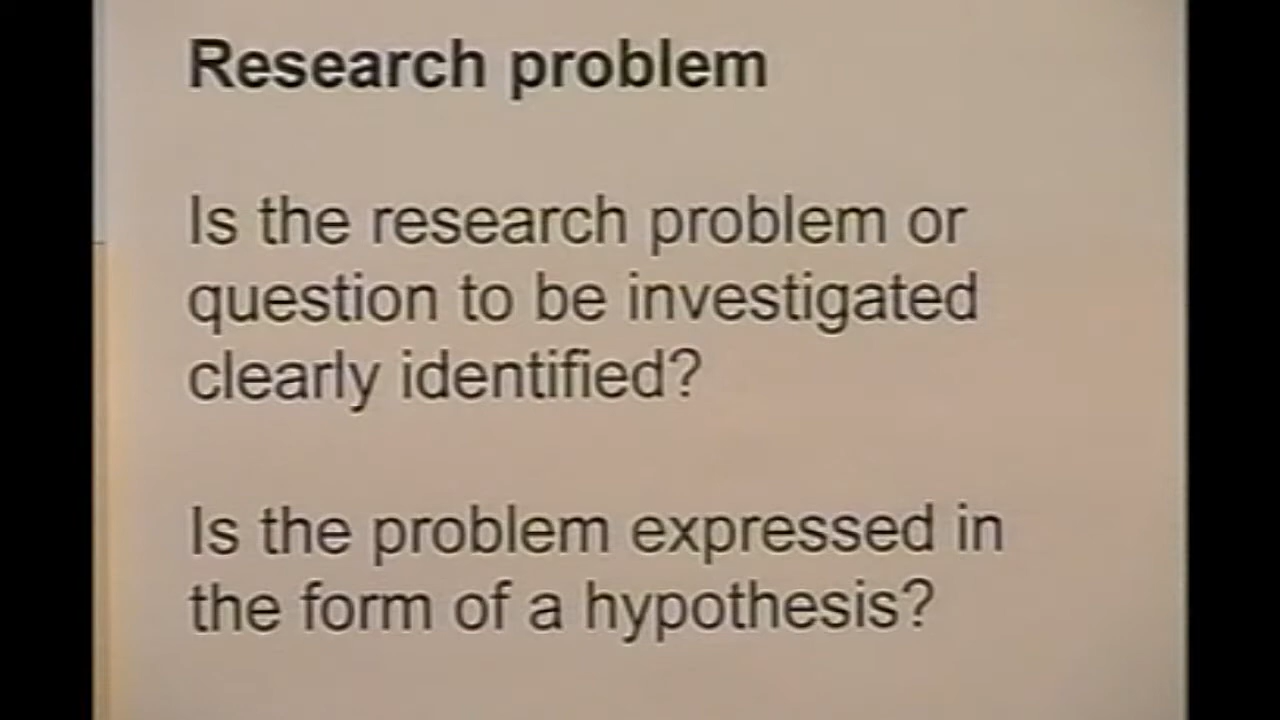 Research problem
Is the research problem or
question to be investigated
clearly identified?
Is the problem expressed in
the form of a hypothesis?